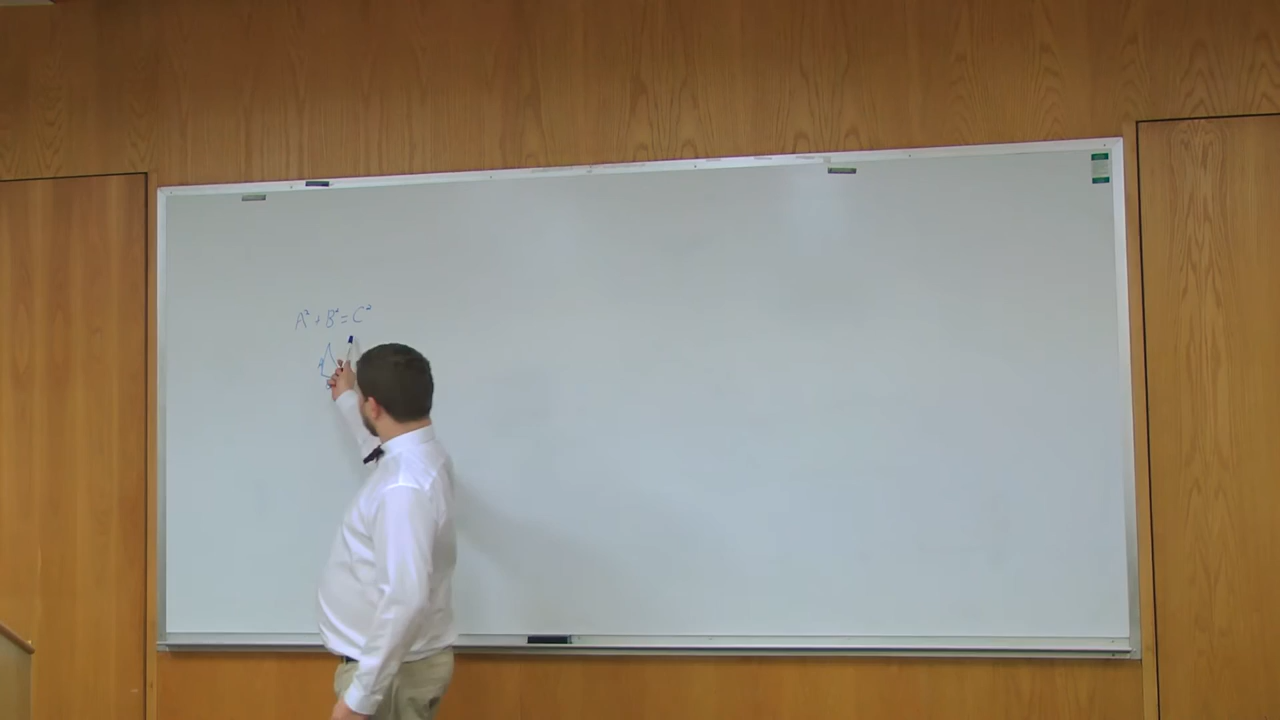 A² + B² = C²